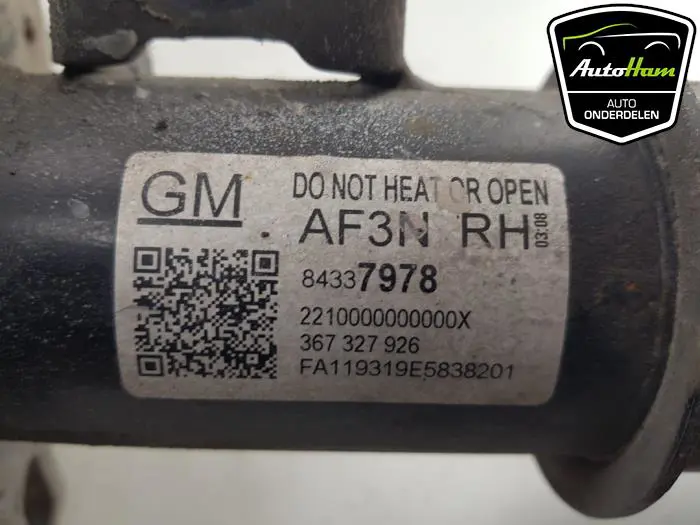 AutoHam
AUTO
ONDERDELEN
GM
DO NOT HEAT OR OPEN
. AF3N RH
03:08
84337978
2210000000000X
367 327 926
FA119319E5838201